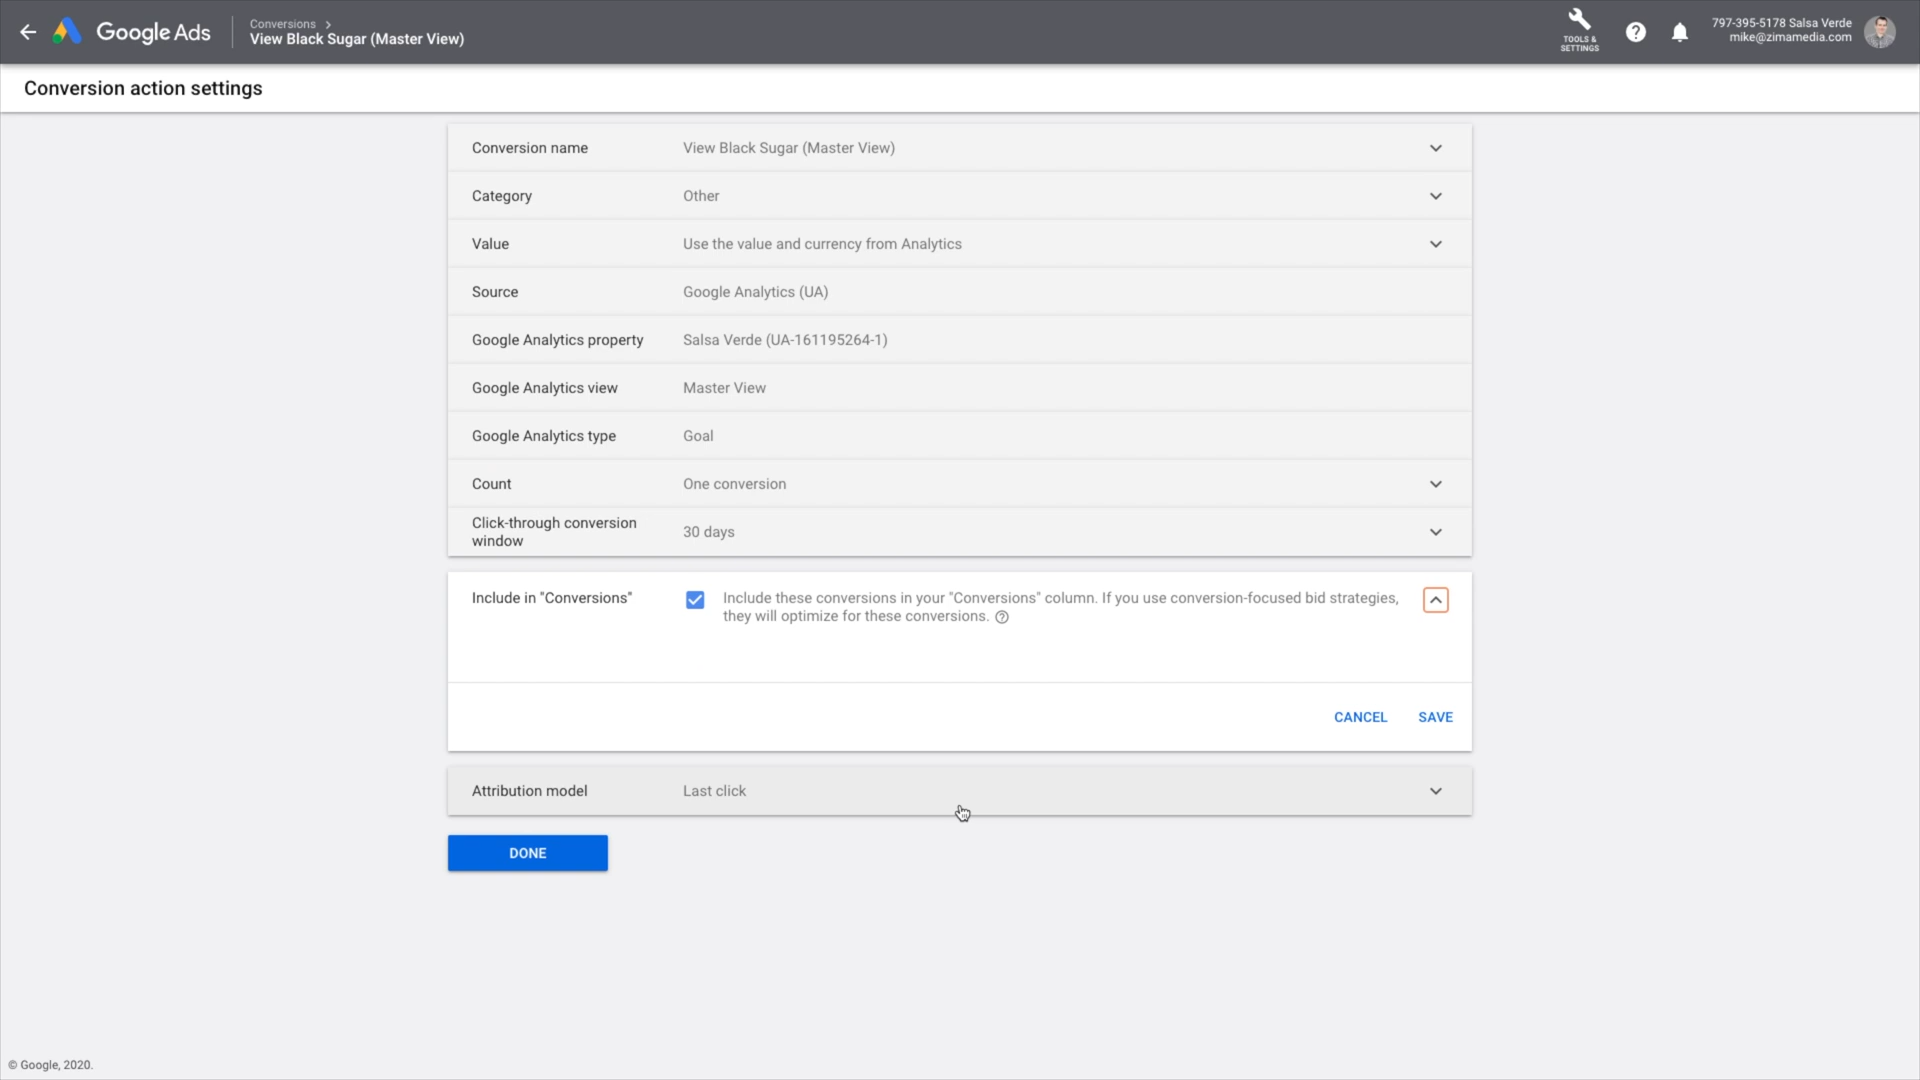 Google Ads
Conversions >
View Black Sugar (Master View)
TOOLS &
SETTINGS
797-395-5178 Salsa Verde
mike@zimamedia.com
Conversion action settings
Conversion name View Black Sugar (Master View)
Category Other
Value Use the value and currency from Analytics
Source Google Analytics (UA)
Google Analytics property Salsa Verde (UA-161195264-1)
Google Analytics view Master View
Google Analytics type Goal
Count One conversion
Click-through conversion
window
30 days
Include in "Conversions"
Include these conversions in your "Conversions" column. If you use conversion-focused bid strategies,
they will optimize for these conversions.
CANCEL SAVE
Attribution model Last click
DONE
© Google, 2020.